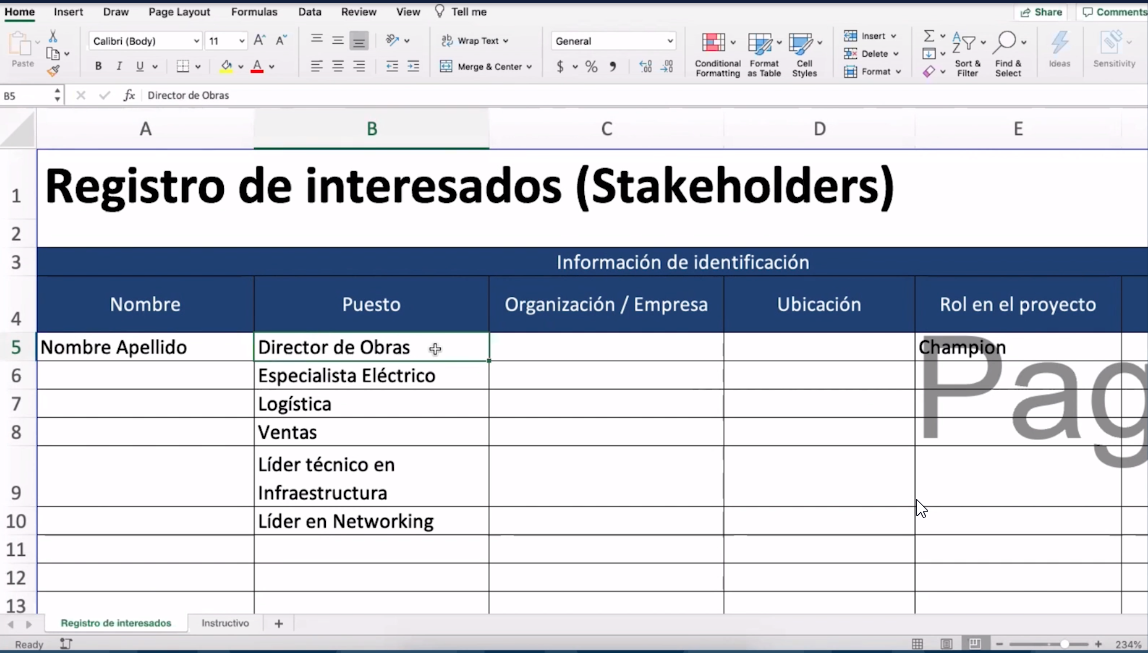 Home Insert Draw Page Layout Formulas Data Review View Tell me Share Comments
Calibri (Body) 11 A A Wrap Text General Insert Delete Format
Paste B I U A Merge & Center $ % Conditional Formatting Format as Table Cell Styles Sort & Filter Find & Select Ideas Sensitivity
B5 fx Director de Obras
A B C D E
1 Registro de interesados (Stakeholders)
2
3 Información de identificación
4 Nombre Puesto Organización / Empresa Ubicación Rol en el proyecto
5 Nombre Apellido Director de Obras Champion
6 Especialista Eléctrico
7 Logística
8 Ventas
Líder técnico en
9 Infraestructura
10 Líder en Networking
11
12
13
Pag
Registro de interesados Instructivo +
Ready 234%